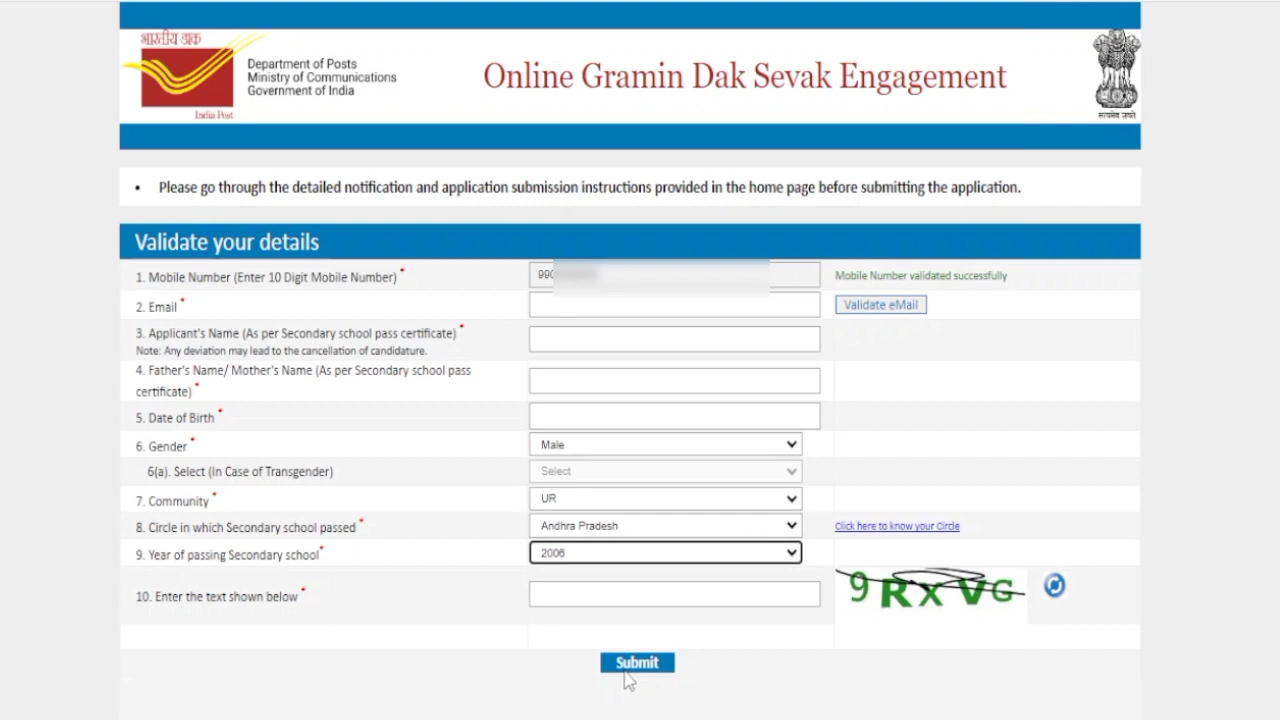 भारतीय डाक
Department of Posts
Ministry of Communications
Government of India
India Post
Online Gramin Dak Sevak Engagement
सत्यमेव जयते
• Please go through the detailed notification and application submission instructions provided in the home page before submitting the application.
Validate your details
1. Mobile Number (Enter 10 Digit Mobile Number) * 990 Mobile Number validated successfully
2. Email * Validate eMail
3. Applicant's Name (As per Secondary school pass certificate) *
Note: Any deviation may lead to the cancellation of candidature.
4. Father's Name/ Mother's Name (As per Secondary school pass
certificate) *
5. Date of Birth *
6. Gender * Male
6(a). Select (In Case of Transgender) Select
7. Community * UR
8. Circle in which Secondary school passed * Andhra Pradesh Click here to know your Circle
9. Year of passing Secondary school * 2006
10. Enter the text shown below * 9RXVG
Submit